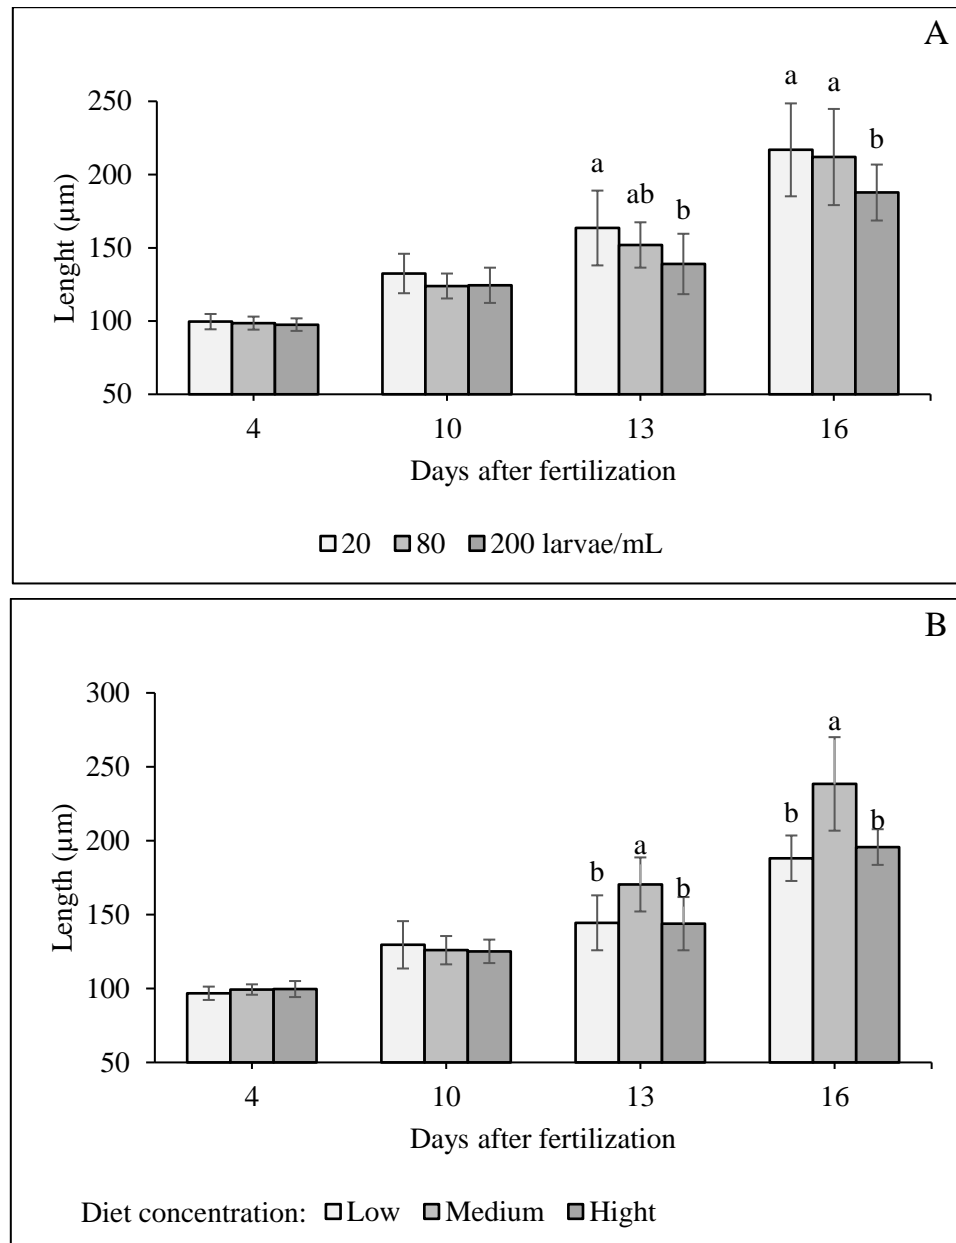 A
a a
250
b
a
200
ab
b
Lenght (µm)
150
100
50
4 10 13 16
Days after fertilization
20 80 200 larvae/mL
B
300
a
250
b b
a
200
b b
Length (µm)
150
100
50
4 10 13 16
Days after fertilization
Diet concentration: Low Medium Hight